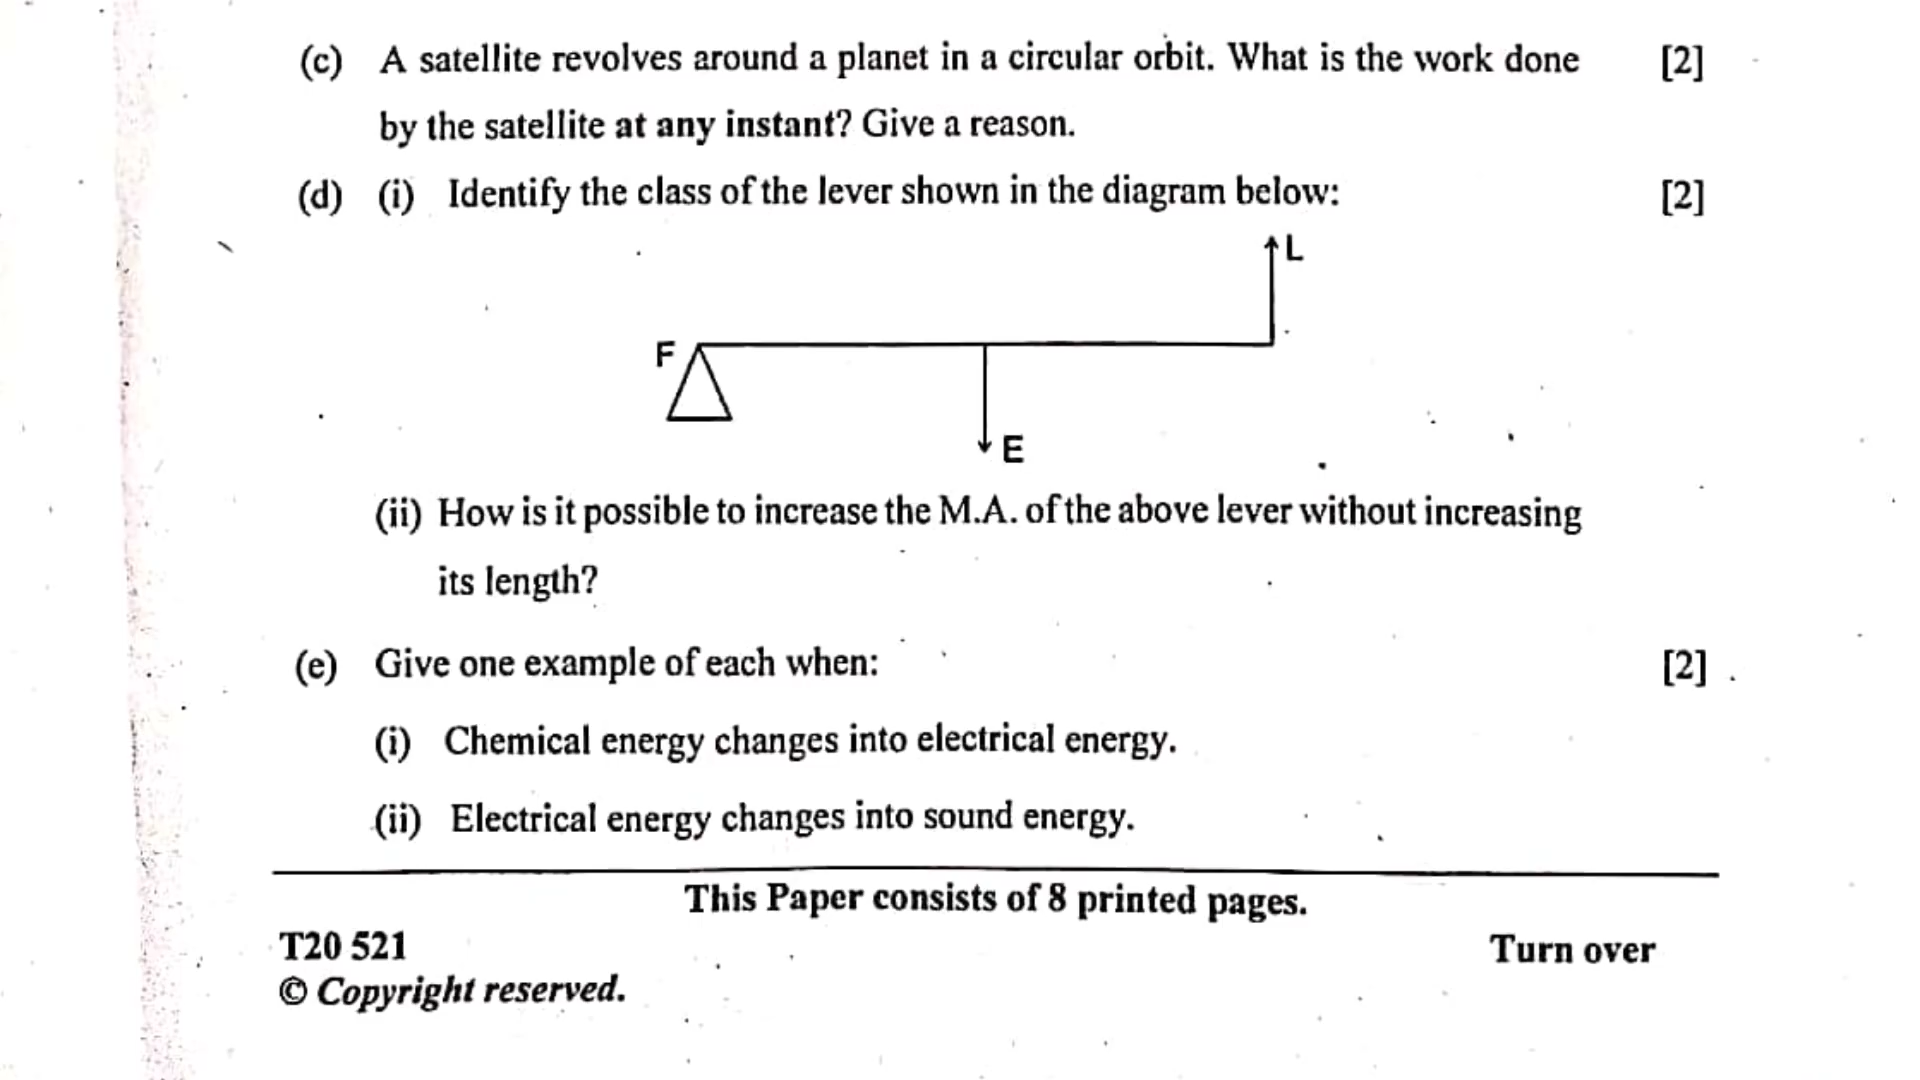 (c) A satellite revolves around a planet in a circular orbit. What is the work done [2]
by the satellite at any instant? Give a reason.
(d) (i) Identify the class of the lever shown in the diagram below: [2]
L
F
E
(ii) How is it possible to increase the M.A. of the above lever without increasing
its length?
(e) Give one example of each when: [2]
(i) Chemical energy changes into electrical energy.
(ii) Electrical energy changes into sound energy.
This Paper consists of 8 printed pages.
T20 521
Turn over
© Copyright reserved.